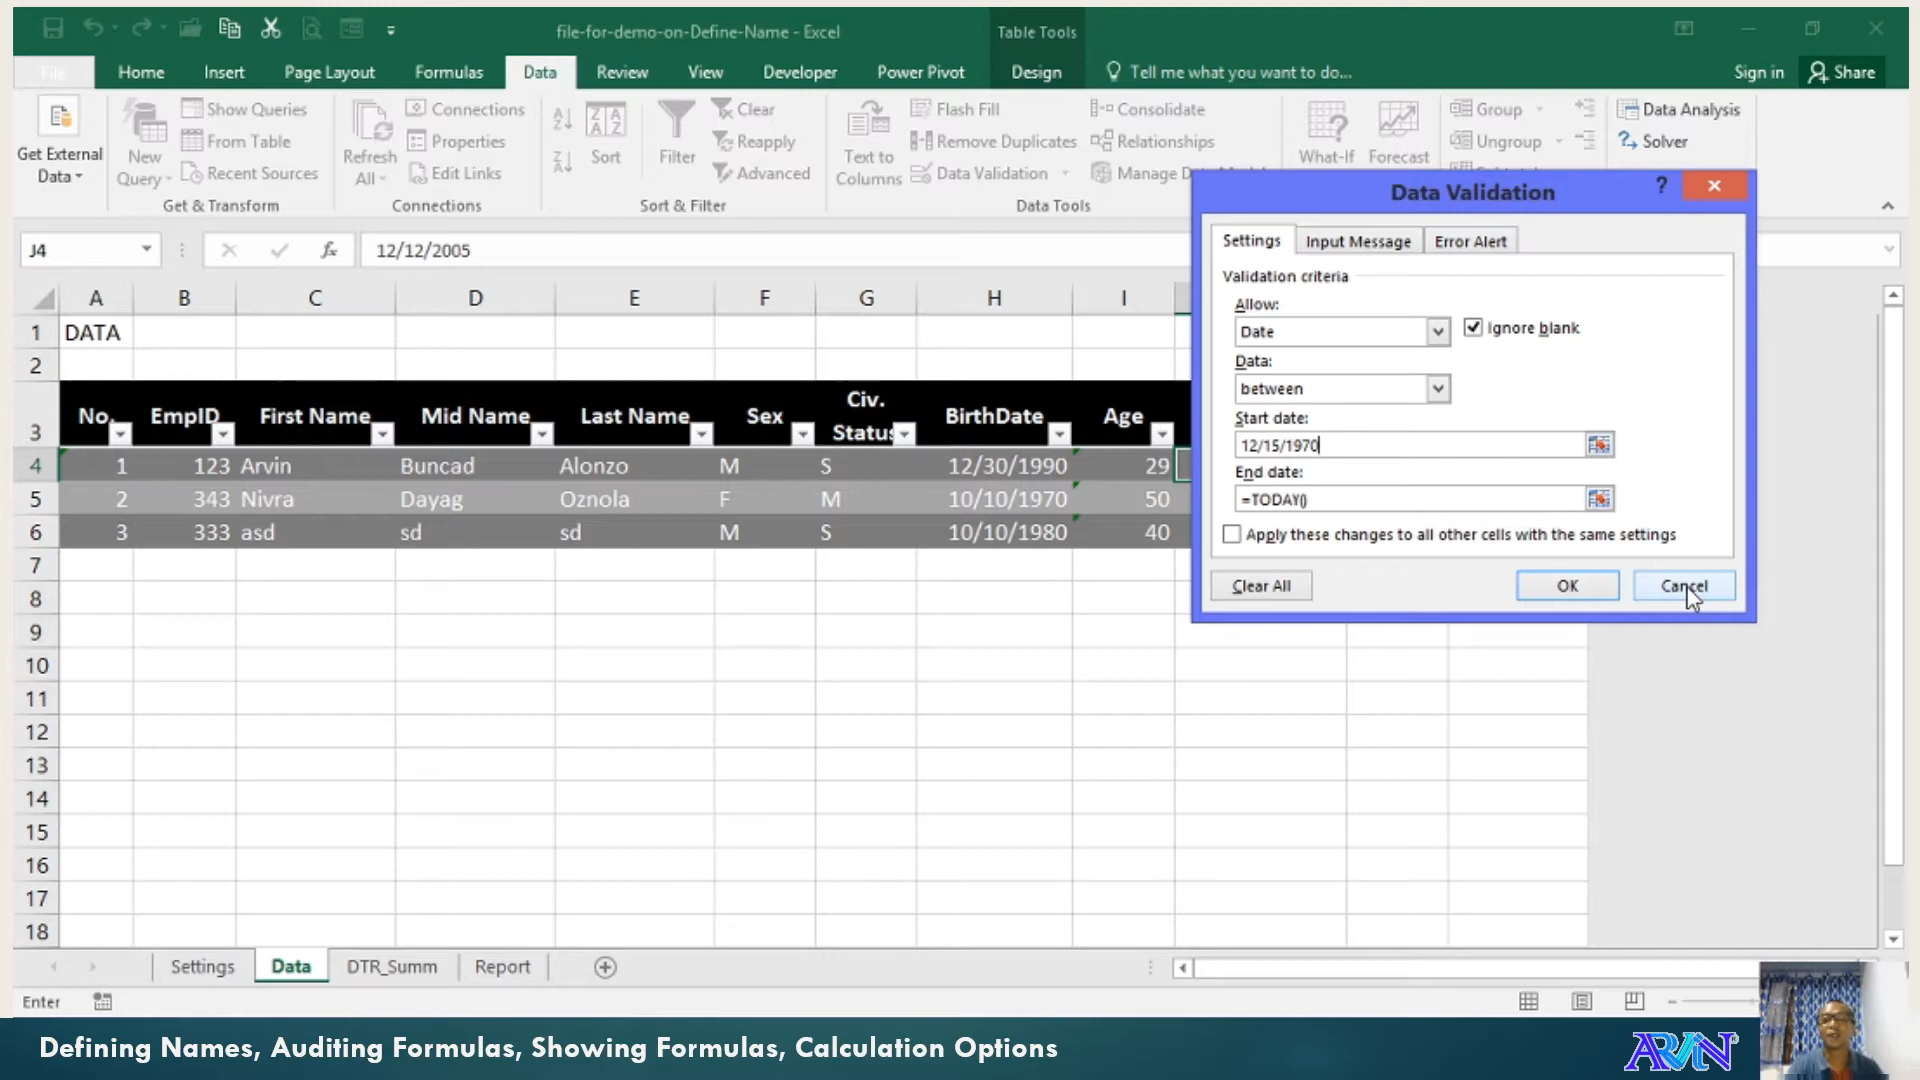 file-for-demo-on-Define-Name - Excel
Table Tools
Home Insert Page Layout Formulas Data Review View Developer Power Pivot Design Tell me what you want to do... Sign in Share
Get External Data
New Query
Show Queries
From Table
Recent Sources
Get & Transform
Refresh All
Connections
Properties
Edit Links
Connections
Sort
Filter
Clear
Reapply
Advanced
Sort & Filter
Text to Columns
Flash Fill
Remove Duplicates
Data Validation
Consolidate
Relationships
Manage
Data Tools
What-If
Forecast
Group
Ungroup
Data Analysis
Solver
J4
fx
12/12/2005
A B C D E F G H I
1 DATA
2
3 No. EmpID First Name Mid Name Last Name Sex Civ. Status BirthDate Age
4 1 123 Arvin Buncad Alonzo M S 12/30/1990 29
5 2 343 Nivra Dayag Oznola F M 10/10/1970 50
6 3 333 asd sd sd M S 10/10/1980 40
7
8
9
10
11
12
13
14
15
16
17
18
Data Validation
?
Settings Input Message Error Alert
Validation criteria
Allow:
Date
Ignore blank
Data:
between
Start date:
12/15/1970
End date:
=TODAY()
Apply these changes to all other cells with the same settings
Clear All OK Cancel
Settings Data DTR_Summ Report
Enter
Defining Names, Auditing Formulas, Showing Formulas, Calculation Options
ARVIN